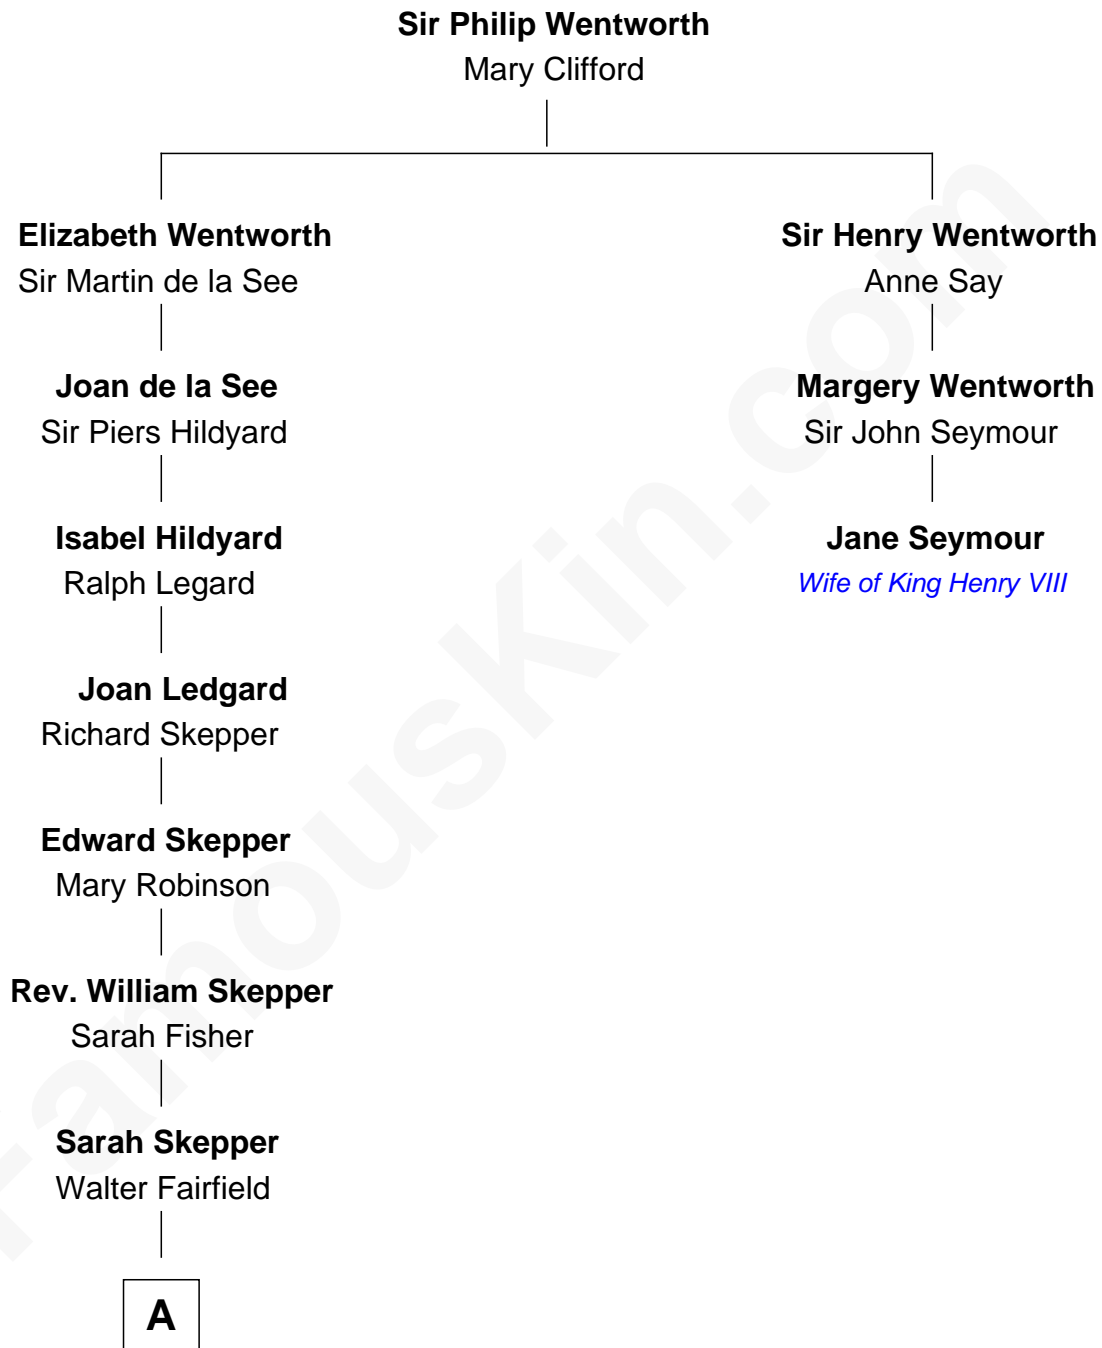 Sir Philip Wentworth
Mary Clifford
Elizabeth Wentworth
Sir Martin de la See
Sir Henry Wentworth
Anne Say
Joan de la See
Sir Piers Hildyard
Margery Wentworth
Sir John Seymour
Isabel Hildyard
Ralph Legard
Jane Seymour
Wife of King Henry VIII
Joan Ledgard
Richard Skepper
Edward Skepper
Mary Robinson
Rev. William Skepper
Sarah Fisher
Sarah Skepper
Walter Fairfield
A
FamousKin.com